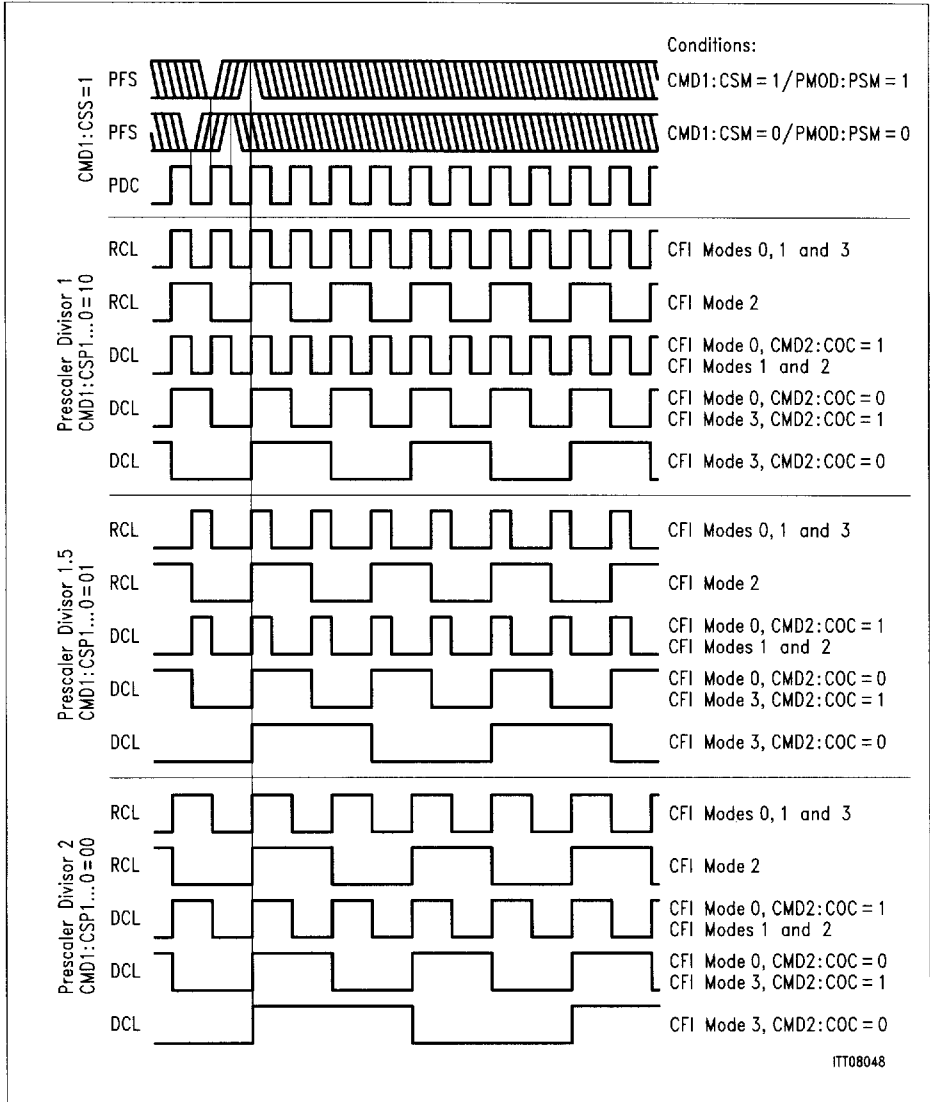 Conditions:
CMD1:CSS=1
PFS
CMD1:CSM=1/PMOD:PSM=1
PFS
CMD1:CSM=0/PMOD:PSM=0
PDC
Prescaler Divisor 1
CMD1:CSP1...0=10
RCL
CFI Modes 0,1 and 3
RCL
CFI Mode 2
DCL
CFI Mode 0, CMD2:COC=1
CFI Modes 1 and 2
DCL
CFI Mode 0, CMD2:COC=0
CFI Mode 3, CMD2:COC=1
DCL
CFI Mode 3, CMD2:COC=0
Prescaler Divisor 1.5
CMD1:CSP1...0=01
RCL
CFI Modes 0,1 and 3
RCL
CFI Mode 2
DCL
CFI Mode 0, CMD2:COC=1
CFI Modes 1 and 2
DCL
CFI Mode 0, CMD2:COC=0
CFI Mode 3, CMD2:COC=1
DCL
CFI Mode 3, CMD2:COC=0
Prescaler Divisor 2
CMD1:CSP1...0=00
RCL
CFI Modes 0,1 and 3
RCL
CFI Mode 2
DCL
CFI Mode 0, CMD2:COC=1
CFI Modes 1 and 2
DCL
CFI Mode 0, CMD2:COC=0
CFI Mode 3, CMD2:COC=1
DCL
CFI Mode 3, CMD2:COC=0
ITT08048